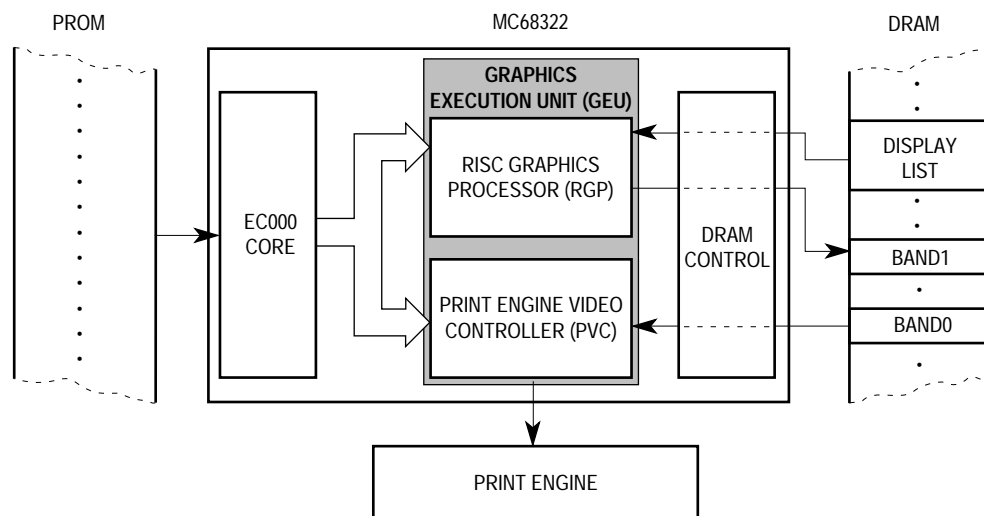 PROM
MC68322
DRAM
GRAPHICS
EXECUTION UNIT (GEU)
RISC GRAPHICS
PROCESSOR (RGP)
DISPLAY
LIST
EC000
CORE
DRAM
CONTROL
BAND1
PRINT ENGINE VIDEO
CONTROLLER (PVC)
BAND0
PRINT ENGINE